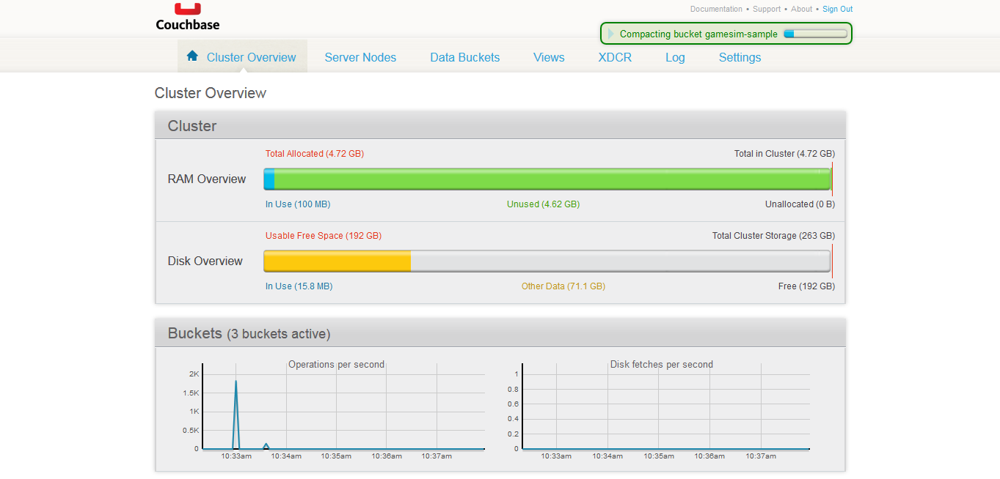 Couchbase
Documentation • Support • About • Sign Out
Compacting bucket gamesim-sample
Cluster Overview Server Nodes Data Buckets Views XDCR Log Settings
Cluster Overview
Cluster
Total Allocated (4.72 GB) Total in Cluster (4.72 GB)
RAM Overview
In Use (100 MB) Unused (4.62 GB) Unallocated (0 B)
Usable Free Space (192 GB) Total Cluster Storage (263 GB)
Disk Overview
In Use (15.8 MB) Other Data (71.1 GB) Free (192 GB)
Buckets (3 buckets active)
Operations per second
2K
1.5K
1K
0.5K
0
10:33am 10:34am 10:35am 10:36am 10:37am
Disk fetches per second
1
0.8
0.6
0.4
0.2
0
10:33am 10:34am 10:35am 10:36am 10:37am